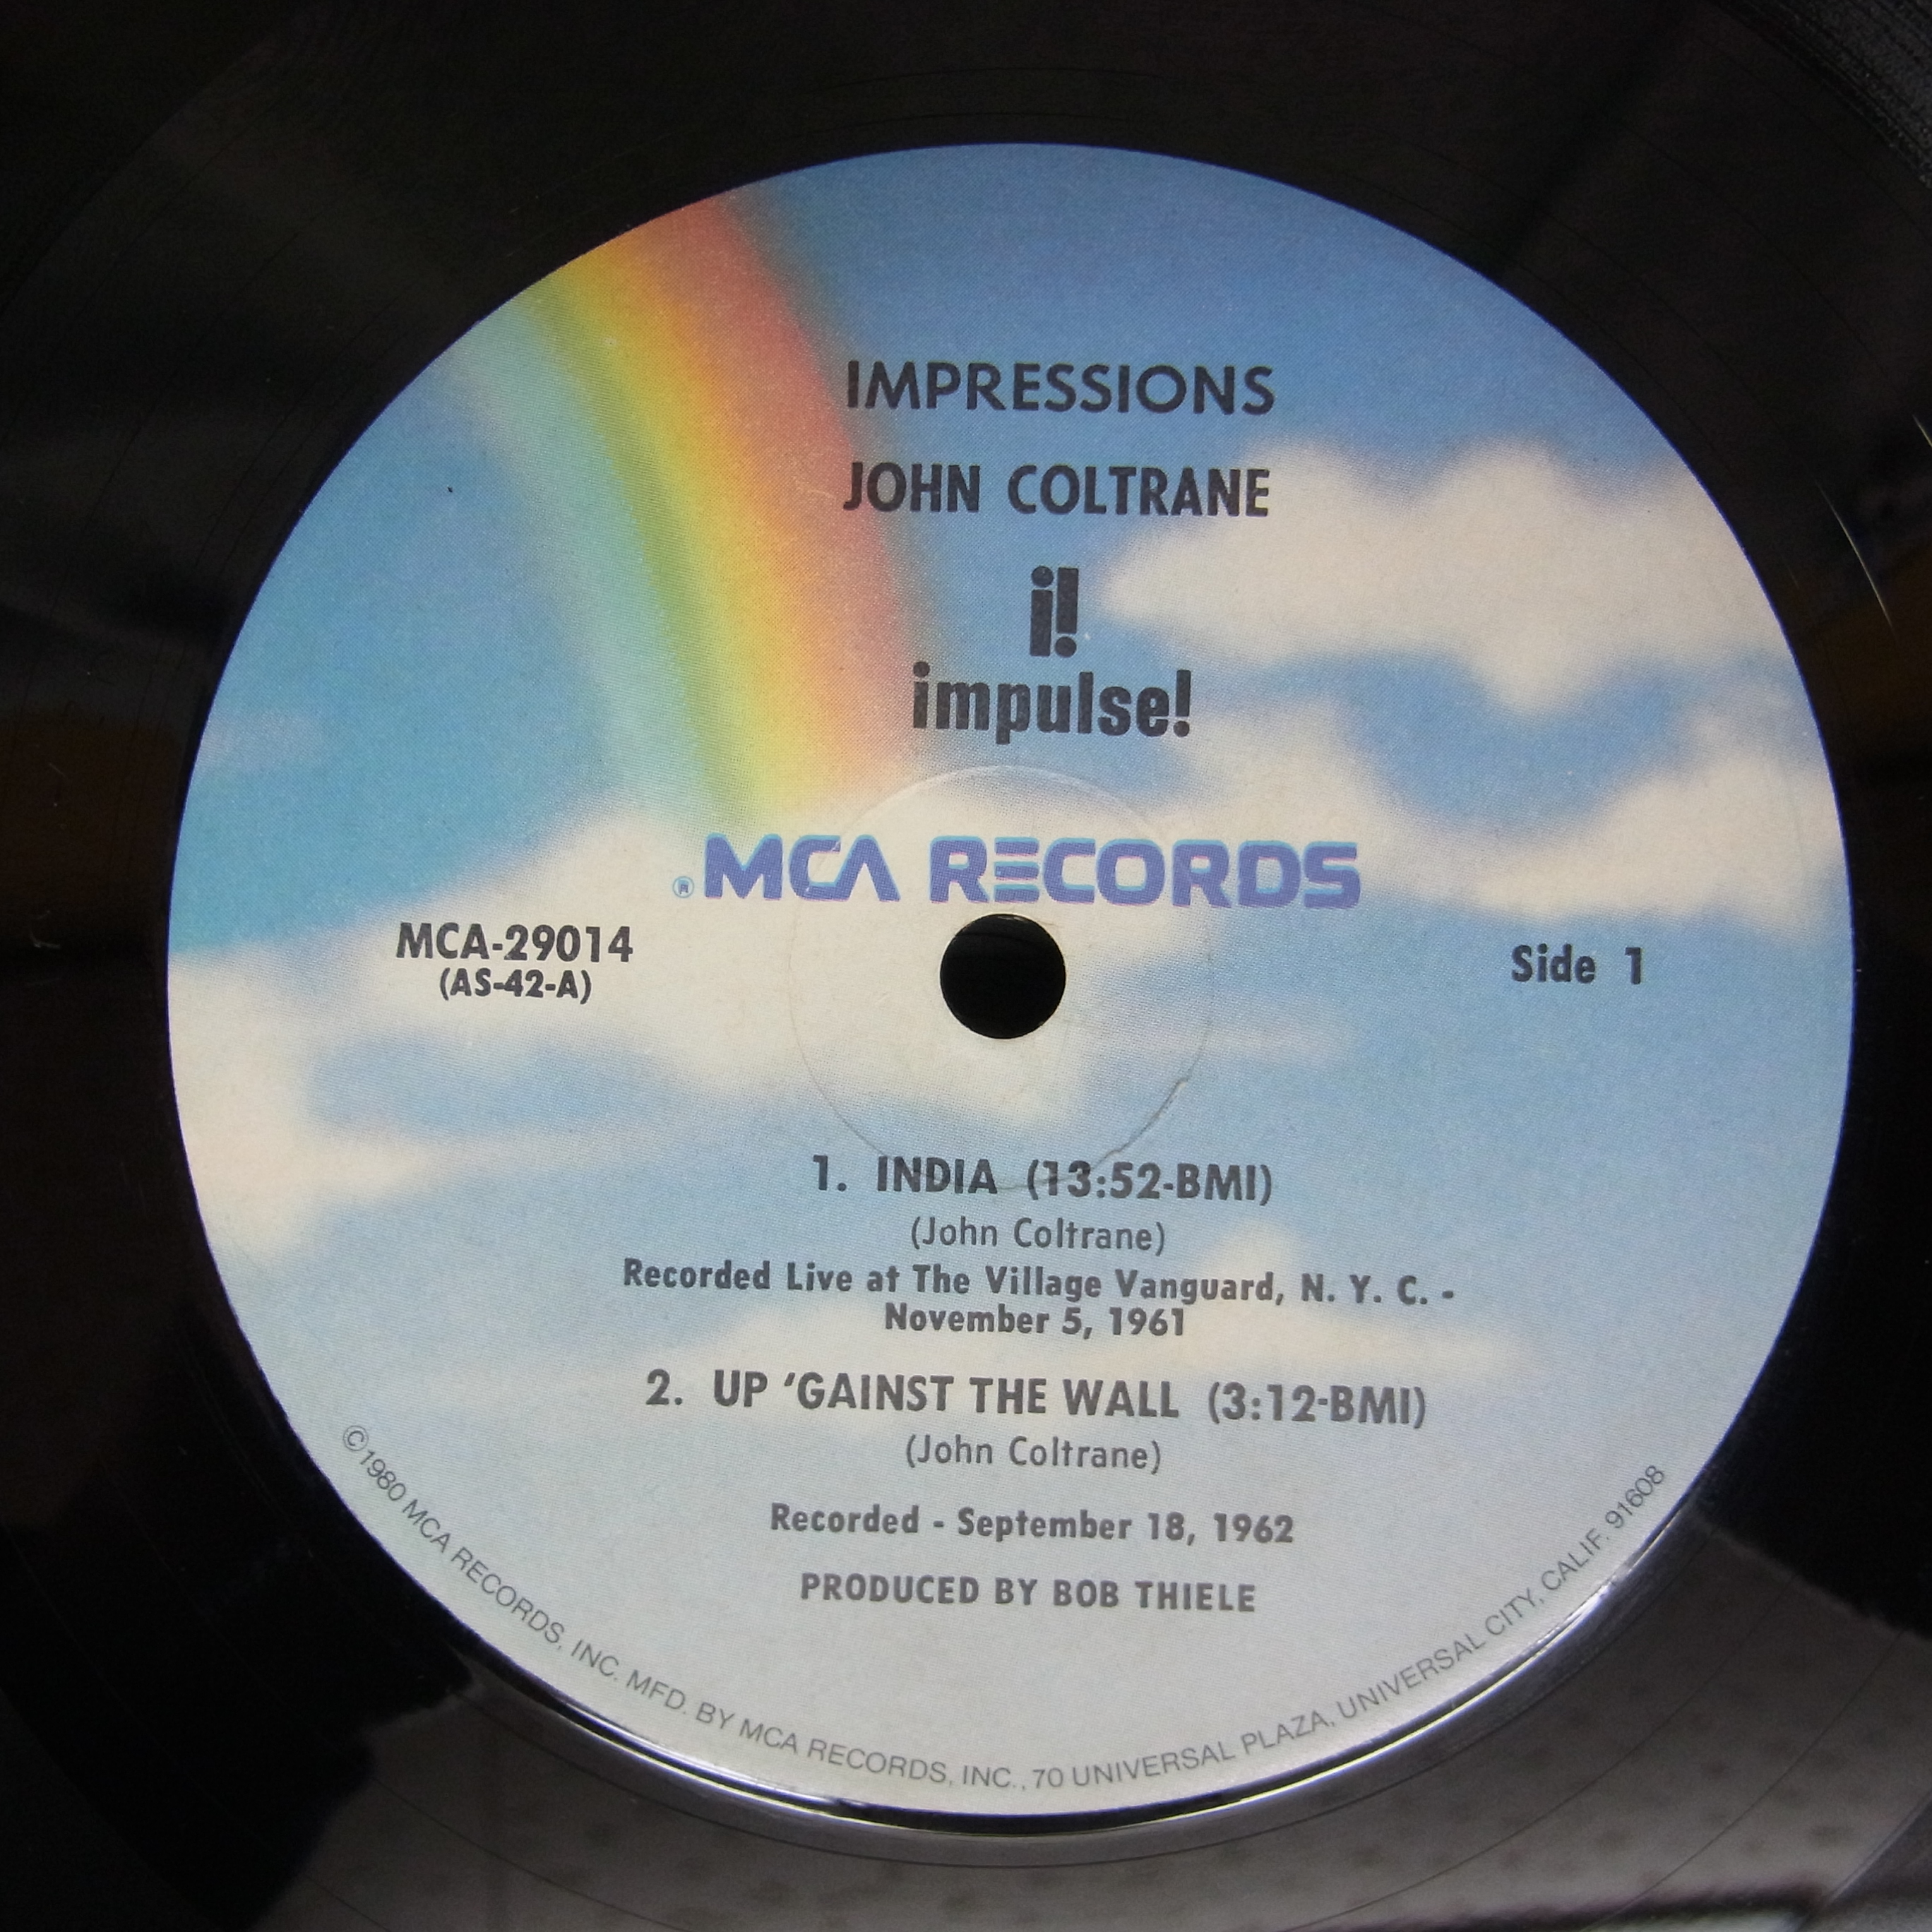 IMPRESSIONS
JOHN COLTRANE
i!
impulse!
® MCA RECORDS
MCA-29014
(AS-42-A)
Side 1
1. INDIA (13:52-BMI)
(John Coltrane)
Recorded Live at The Village Vanguard, N. Y. C. -
November 5, 1961
2. UP ’GAINST THE WALL (3:12-BMI)
(John Coltrane)
Recorded - September 18, 1962
PRODUCED BY BOB THIELE
©1980 MCA RECORDS, INC. MFD. BY MCA RECORDS, INC., 70 UNIVERSAL PLAZA, UNIVERSAL CITY, CALIF. 91608